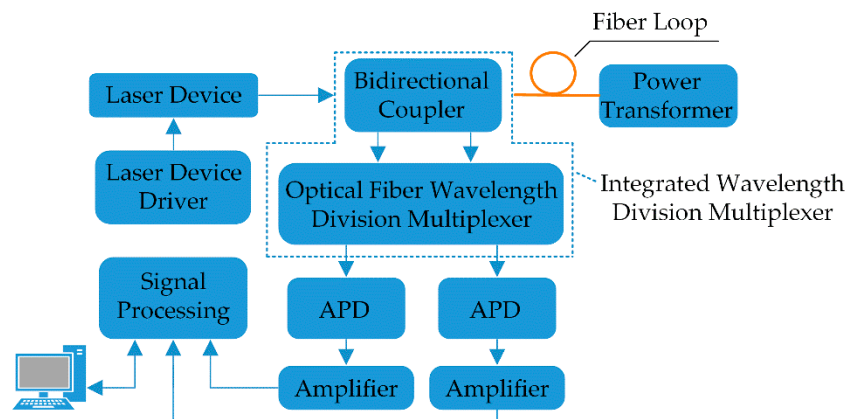 Fiber Loop
Laser Device
Bidirectional
Coupler
Power
Transformer
Laser Device
Driver
Optical Fiber Wavelength
Division Multiplexer
Integrated Wavelength
Division Multiplexer
Signal
Processing
APD
APD
Amplifier
Amplifier